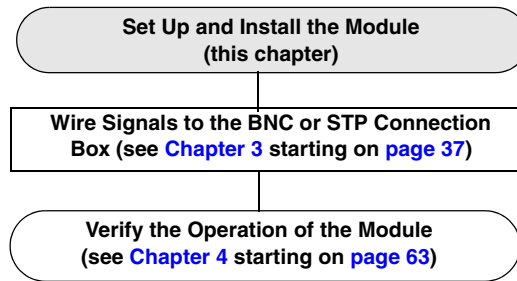 Set Up and Install the Module
(this chapter)
Wire Signals to the BNC or STP Connection
Box (see Chapter 3 starting on page 37)
Verify the Operation of the Module
(see Chapter 4 starting on page 63)